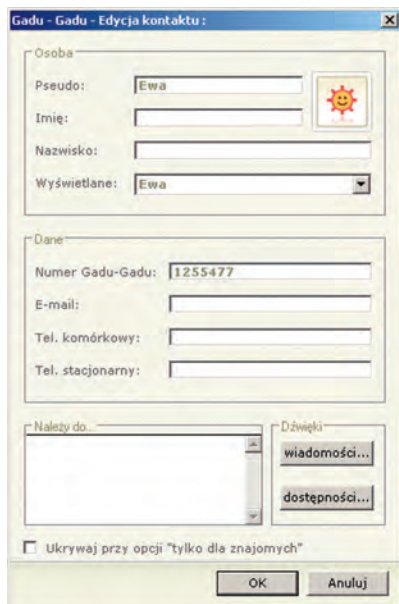 Gadu - Gadu - Edycja kontaktu :
Osoba
Pseudo: Ewa
Imię:
Nazwisko:
Wyświetlane: Ewa
Dane
Numer Gadu-Gadu: 1255477
E-mail:
Tel. komórkowy:
Tel. stacjonarny:
Należy do...
Dźwięki
wiadomości...
dostępności...
Ukrywaj przy opcji "tylko dla znajomych"
OK Anuluj